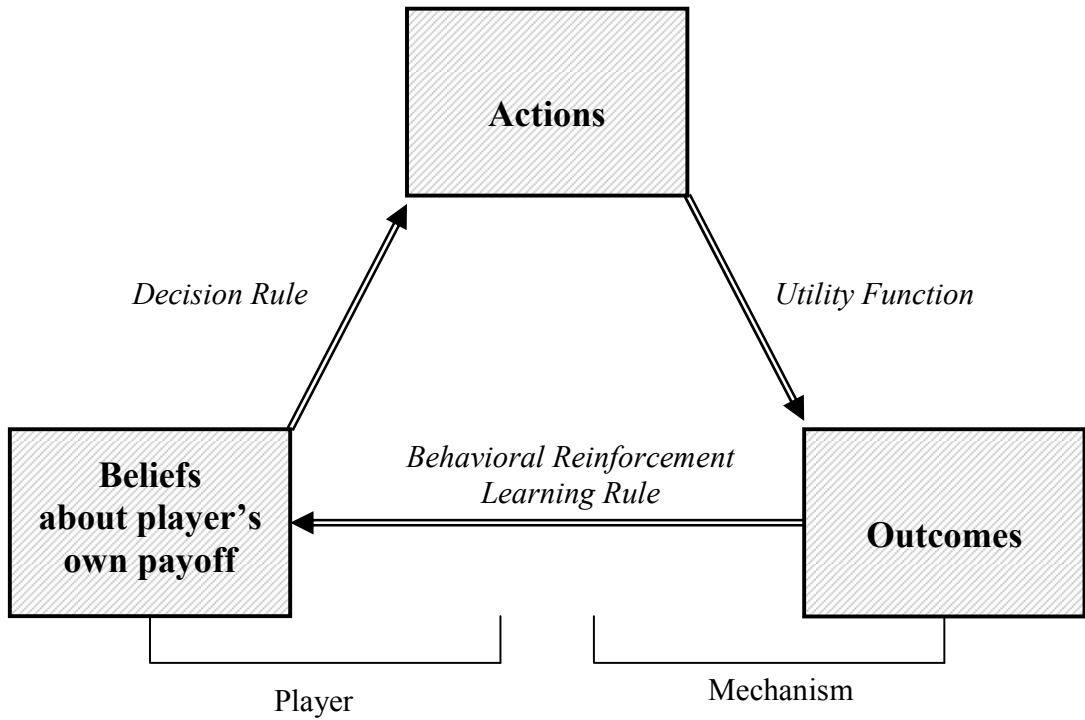 Actions
Decision Rule
Utility Function
Behavioral Reinforcement
Learning Rule
Beliefs
about player’s
own payoff
Outcomes
Player
Mechanism